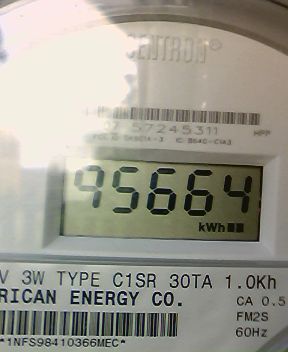 CENTRON®
57245311
HPP
95664
kWh
V 3W TYPE C1SR 30TA 1.0Kh
RICAN ENERGY CO.
CA 0.5
FM2S
*1NFS98410366MEC*
60Hz